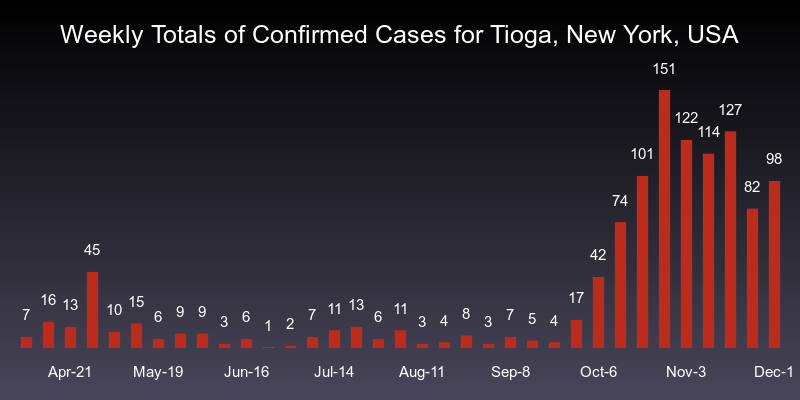 Weekly Totals of Confirmed Cases for Tioga, New York, USA
7 16 13 45 10 15 6 9 9 3 6 1 2 7 11 13 6 11 3 4 8 3 7 5 4 17 42 74 101 151 122 114 127 82 98
Apr-21 May-19 Jun-16 Jul-14 Aug-11 Sep-8 Oct-6 Nov-3 Dec-1